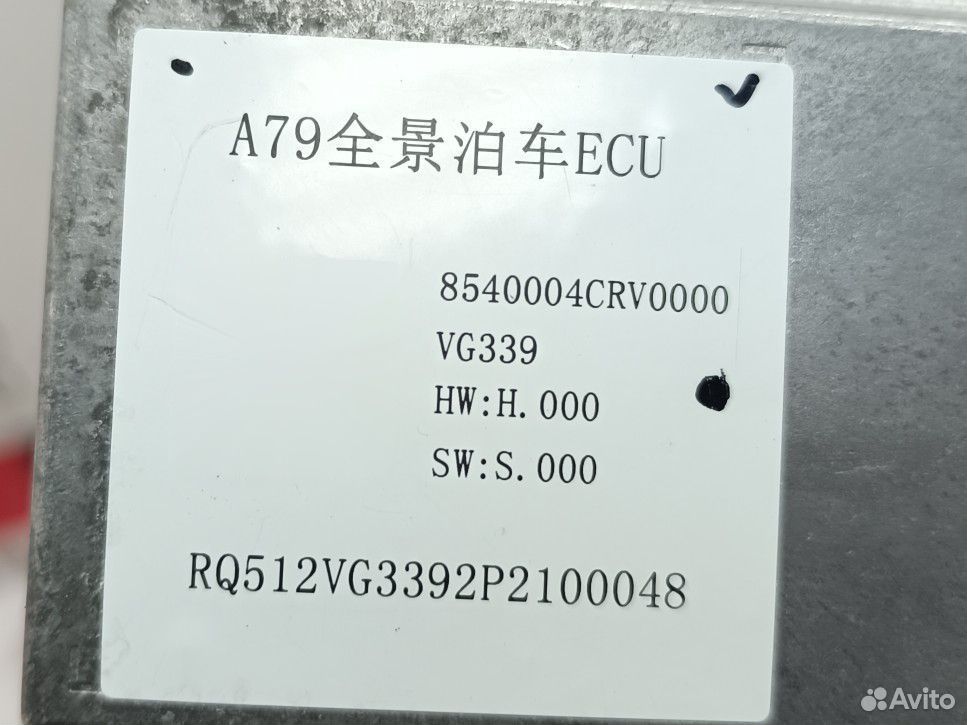 A79全景泊车ECU
8540004CRV0000
VG339
HW:H.000
SW:S.000
RQ512VG3392P2100048
Avito